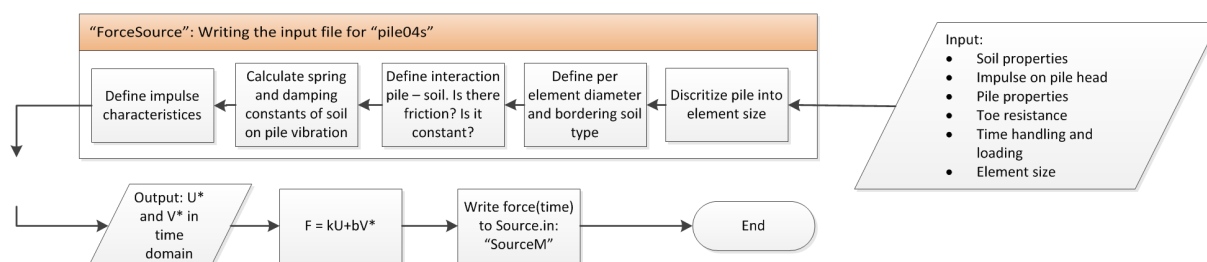 “ForceSource”: Writing the input file for “pile04s”
Define impulse
characteristices
Calculate spring
and damping
constants of soil
on pile vibration
Define interaction
pile – soil. Is there
friction? Is it
constant?
Define per
element diameter
and bordering soil
type
Discritize pile into
element size
Input:
• Soil properties
• Impulse on pile head
• Pile properties
• Toe resistance
• Time handling and
loading
• Element size
Output: U*
and V* in
time
domain
F = kU+bV*
Write force(time)
to Source.in:
“SourceM”
End